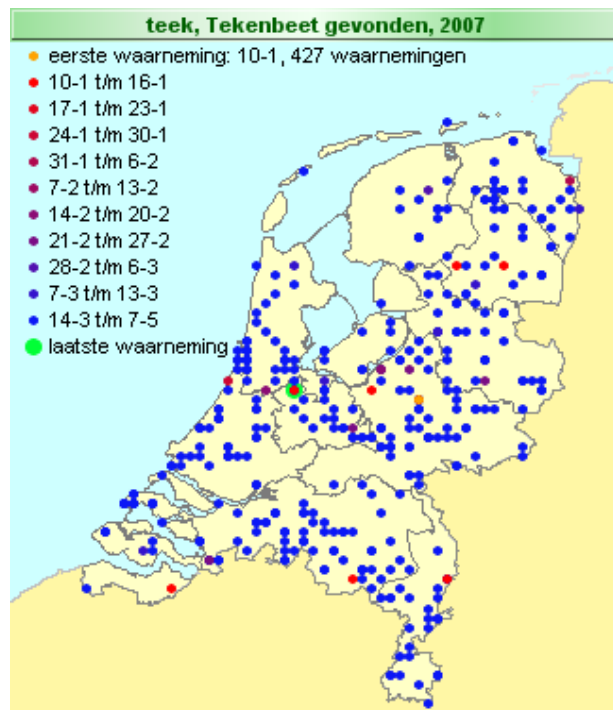 teek, Tekenbeet gevonden, 2007
eerste waarneming: 10-1, 427 waarnemingen
10-1 t/m 16-1
17-1 t/m 23-1
24-1 t/m 30-1
31-1 t/m 6-2
7-2 t/m 13-2
14-2 t/m 20-2
21-2 t/m 27-2
28-2 t/m 6-3
7-3 t/m 13-3
14-3 t/m 7-5
laatste waarneming